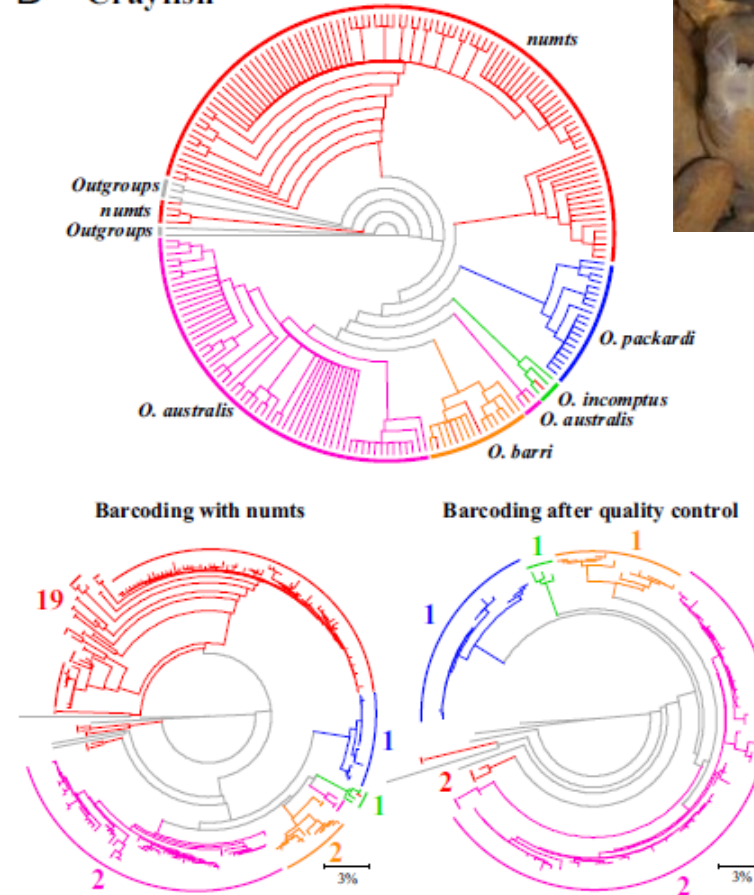 Crayfish
numts
Outgroups
numts
Outgroups
O. packardi
O. incomptus
O. australis
O. australis
O. barri
Barcoding with numts
Barcoding after quality control
19
1
1
2
2
3%
1
1
1
2
2
3%